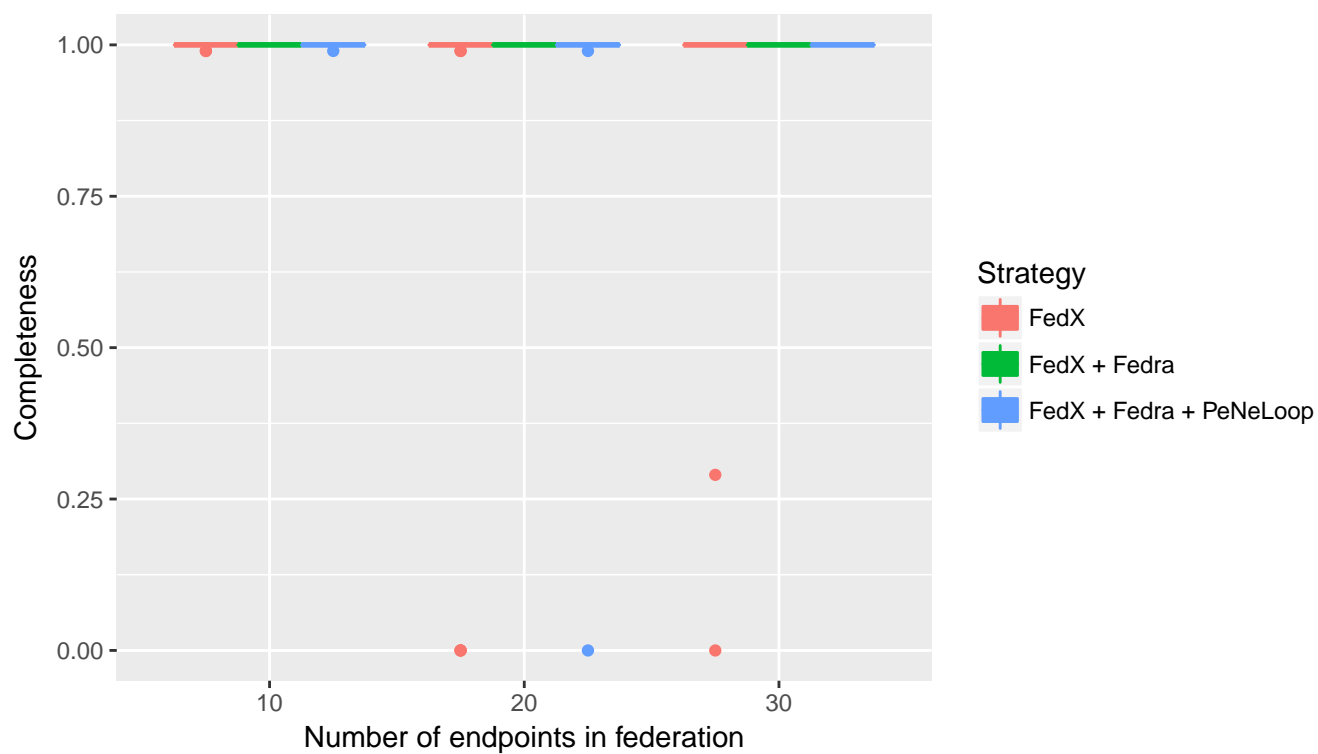 1.00
0.75
0.50
0.25
0.00
Completeness
10
20
30
Number of endpoints in federation
Strategy
FedX
FedX + Fedra
FedX + Fedra + PeNeLoop